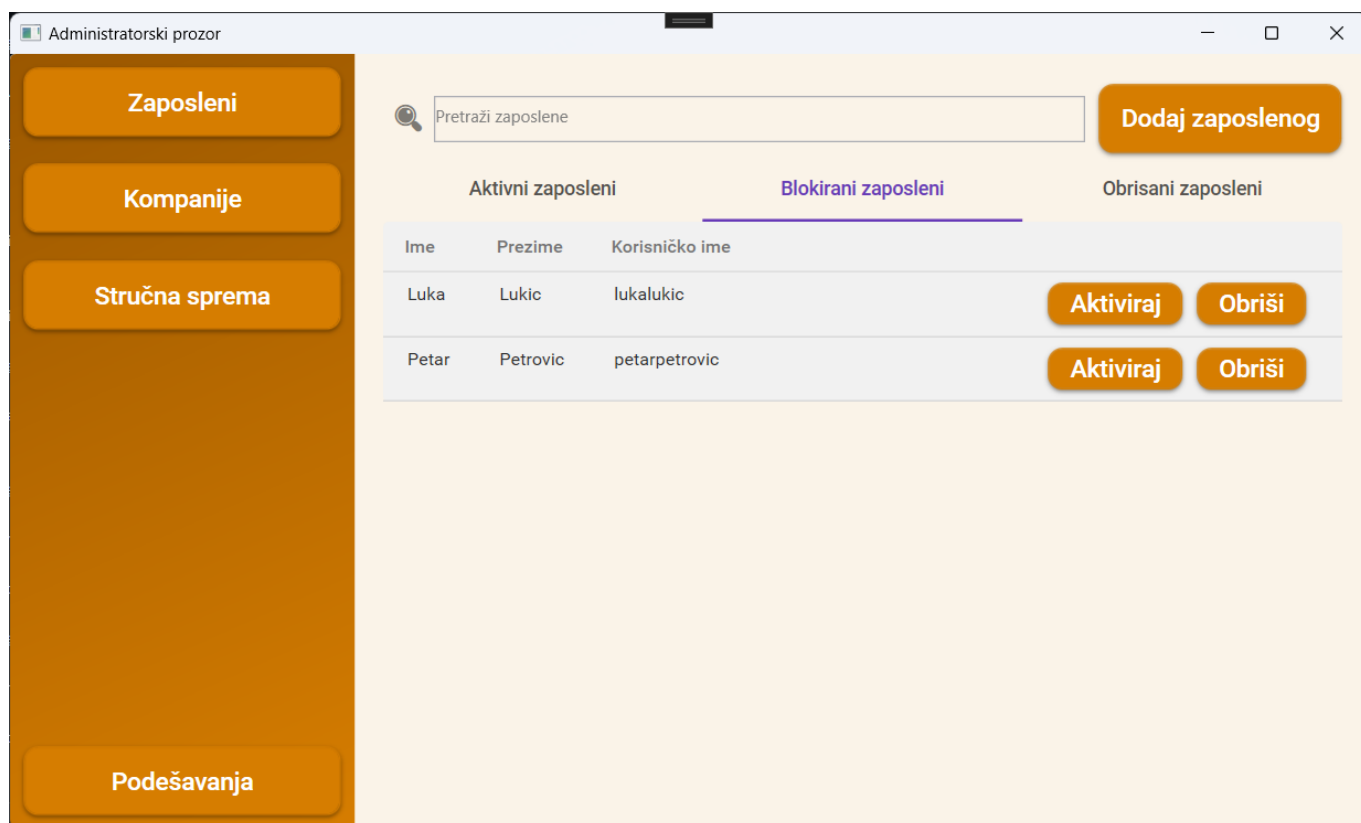 Administratorski prozor
Zaposleni
Kompanije
Stručna sprema
Podešavanja
Pretraži zaposlene
Dodaj zaposlenog
Aktivni zaposleni Blokirani zaposleni Obrisani zaposleni
Ime Prezime Korisničko ime
Luka Lukic lukalukic Aktiviraj Obriši
Petar Petrovic petarpetrovic Aktiviraj Obriši